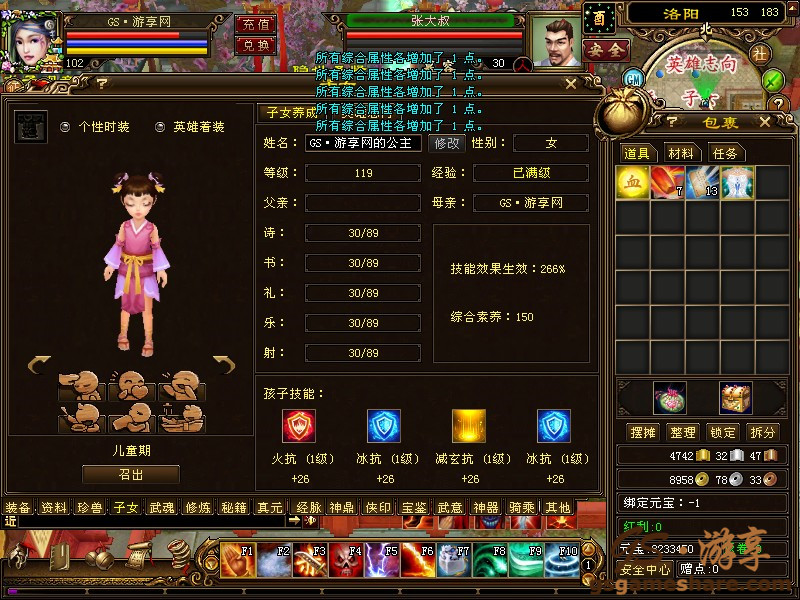 GS·游享网
102
充值
兑换
张大叔
30
酉
安全
洛阳 153 183
北
英雄志向
社
GM
所有综合属性各增加了 1 点。
所有综合属性各增加了 1 点。
所有综合属性各增加了 1 点。
所有综合属性各增加了 1 点。
所有综合属性各增加了 1 点。
?
个性时装 英雄着装
子女养成
姓名： GS·游享网的公主 修改 性别： 女
等级： 119 经验： 已满级
父亲： 母亲： GS·游享网
诗： 30/89
书： 30/89
礼： 30/89
乐： 30/89
射： 30/89
技能效果生效：266%
综合素养：150
孩子技能：
火抗（1级） 冰抗（1级） 减玄抗（1级） 冰抗（1级）
+26 +26 +26 +26
儿童期
召出
装备 资料 珍兽 子女 武魂 修炼 秘籍 真元 经脉 神鼎 侠印 宝鉴 武意 神器 骑乘 其他
近
F1 F2 F3 F4 F5 F6 F7 F8 F9 F10
1
? 包裹
道具 材料 任务
血 7 13
摆摊 整理 锁定 拆分
4742 32 47
8958 78 33
绑定元宝：-1
红利:0
安全中心 赠点:0
游享